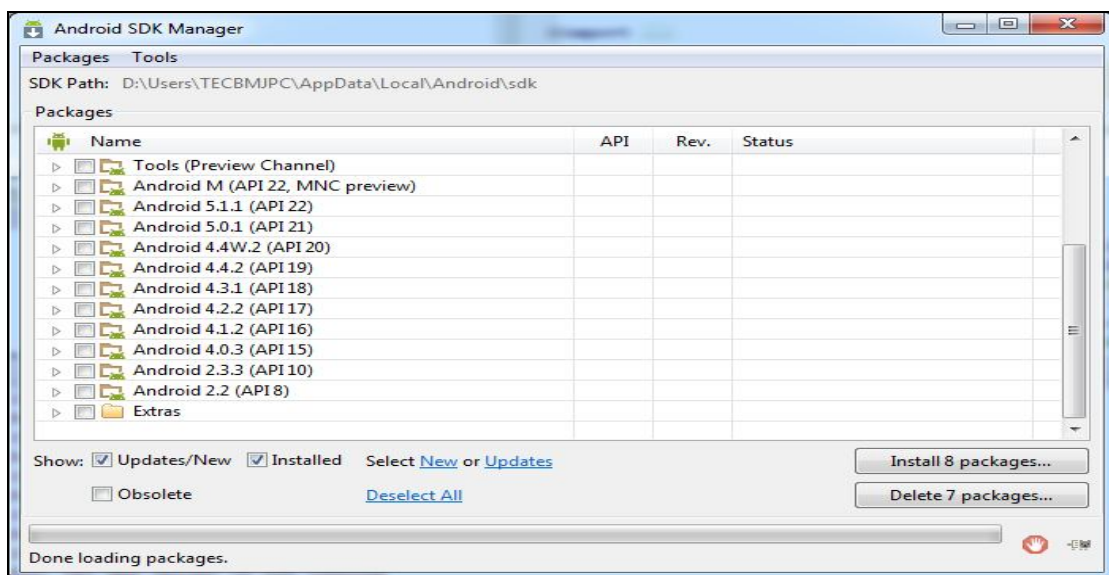 Android SDK Manager
Packages Tools
SDK Path: D:\Users\TECBMJPC\AppData\Local\Android\sdk
Packages
Name API Rev. Status
Tools (Preview Channel)
Android M (API 22, MNC preview)
Android 5.1.1 (API 22)
Android 5.0.1 (API 21)
Android 4.4W.2 (API 20)
Android 4.4.2 (API 19)
Android 4.3.1 (API 18)
Android 4.2.2 (API 17)
Android 4.1.2 (API 16)
Android 4.0.3 (API 15)
Android 2.3.3 (API 10)
Android 2.2 (API 8)
Extras
Show: Updates/New Installed Select New or Updates Install 8 packages...
Obsolete Deselect All Delete 7 packages...
Done loading packages.